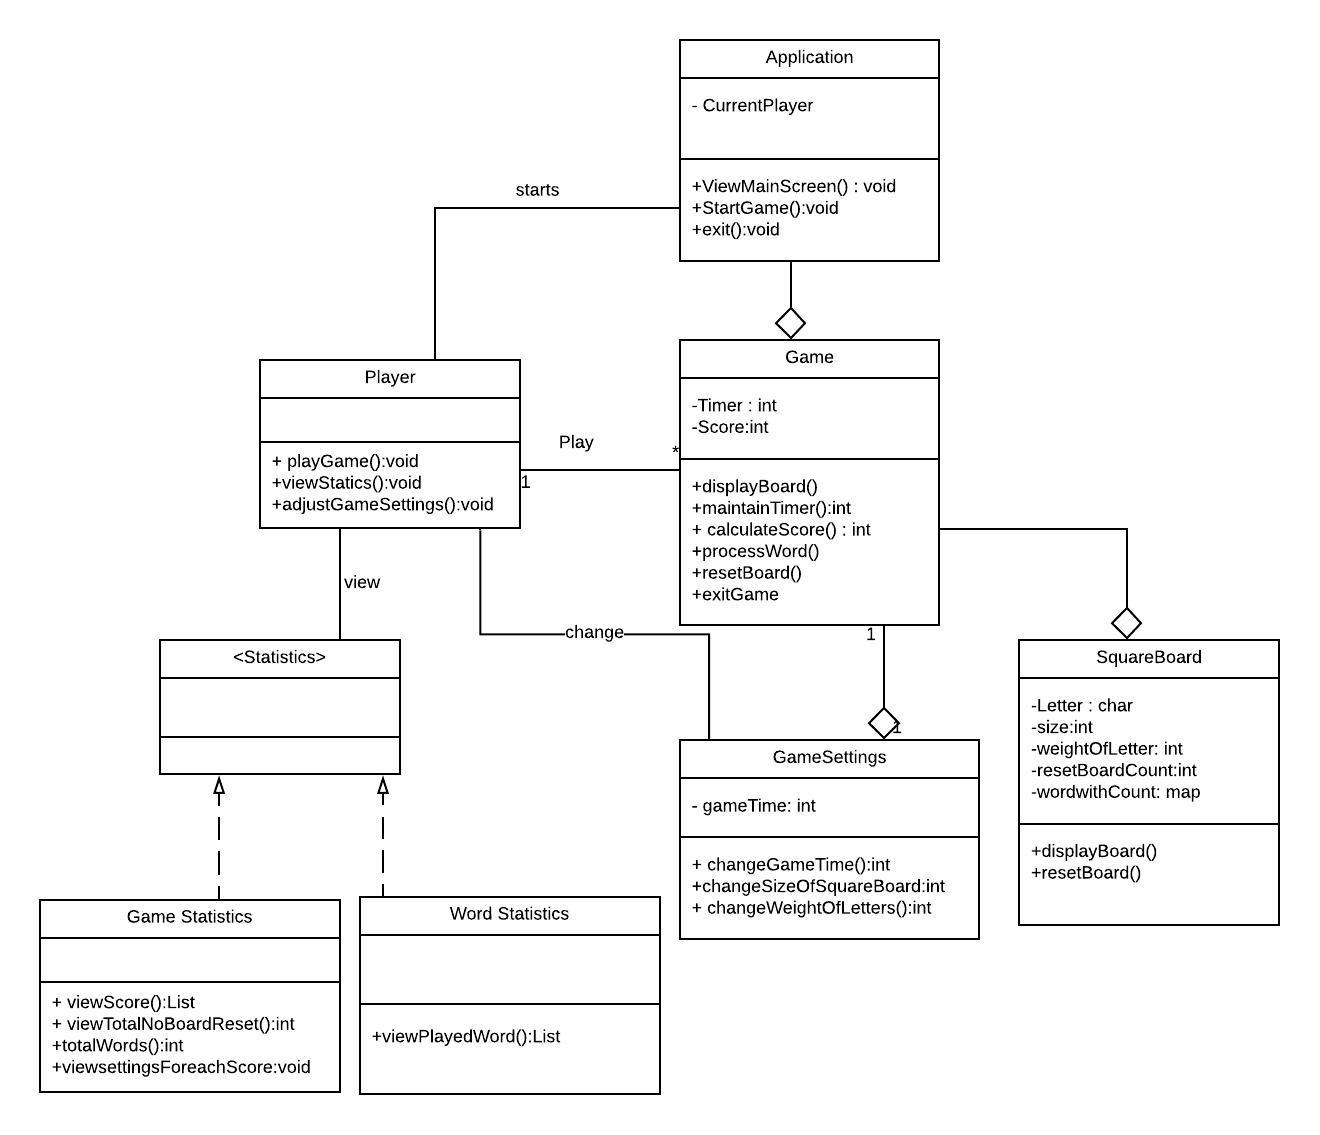 Application
- CurrentPlayer
+ViewMainScreen() : void
+StartGame():void
+exit():void
starts
Player
+ playGame():void
+viewStatics():void
+adjustGameSettings():void
Play
1
*
Game
-Timer : int
-Score:int
+displayBoard()
+maintainTimer():int
+ calculateScore() : int
+processWord()
+resetBoard()
+exitGame
view
change
1
1
<Statistics>
GameSettings
- gameTime: int
+ changeGameTime():int
+changeSizeOfSquareBoard:int
+ changeWeightOfLetters():int
SquareBoard
-Letter : char
-size:int
-weightOfLetter: int
-resetBoardCount:int
-wordwithCount: map
+displayBoard()
+resetBoard()
Game Statistics
+ viewScore():List
+ viewTotalNoBoardReset():int
+totalWords():int
+viewsettingsForeachScore:void
Word Statistics
+viewPlayedWord():List